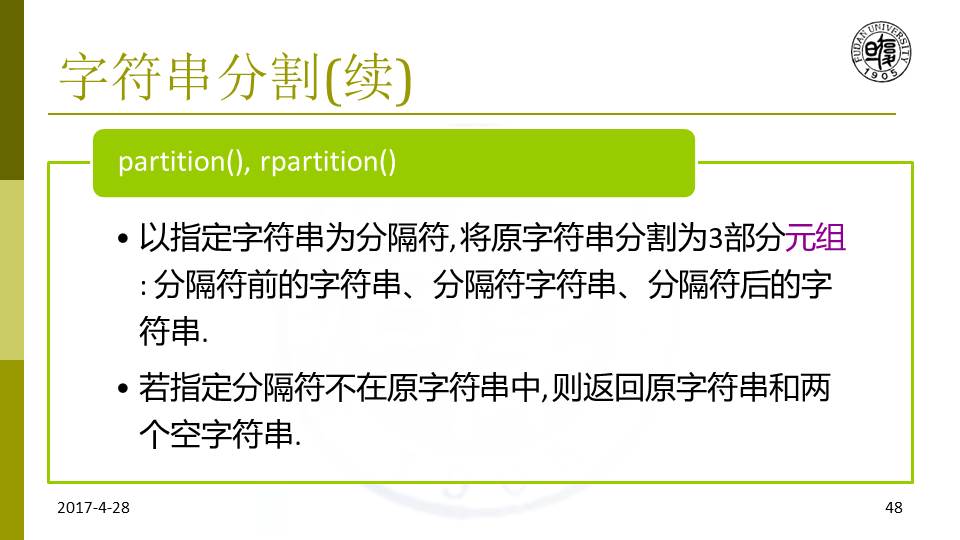 字符串分割(续)
FUDAN UNIVERSITY
1905
partition(), rpartition()
• 以指定字符串为分隔符,将原字符串分割为3部分元组
: 分隔符前的字符串、分隔符字符串、分隔符后的字
符串.
• 若指定分隔符不在原字符串中,则返回原字符串和两
个空字符串.
2017-4-28
48